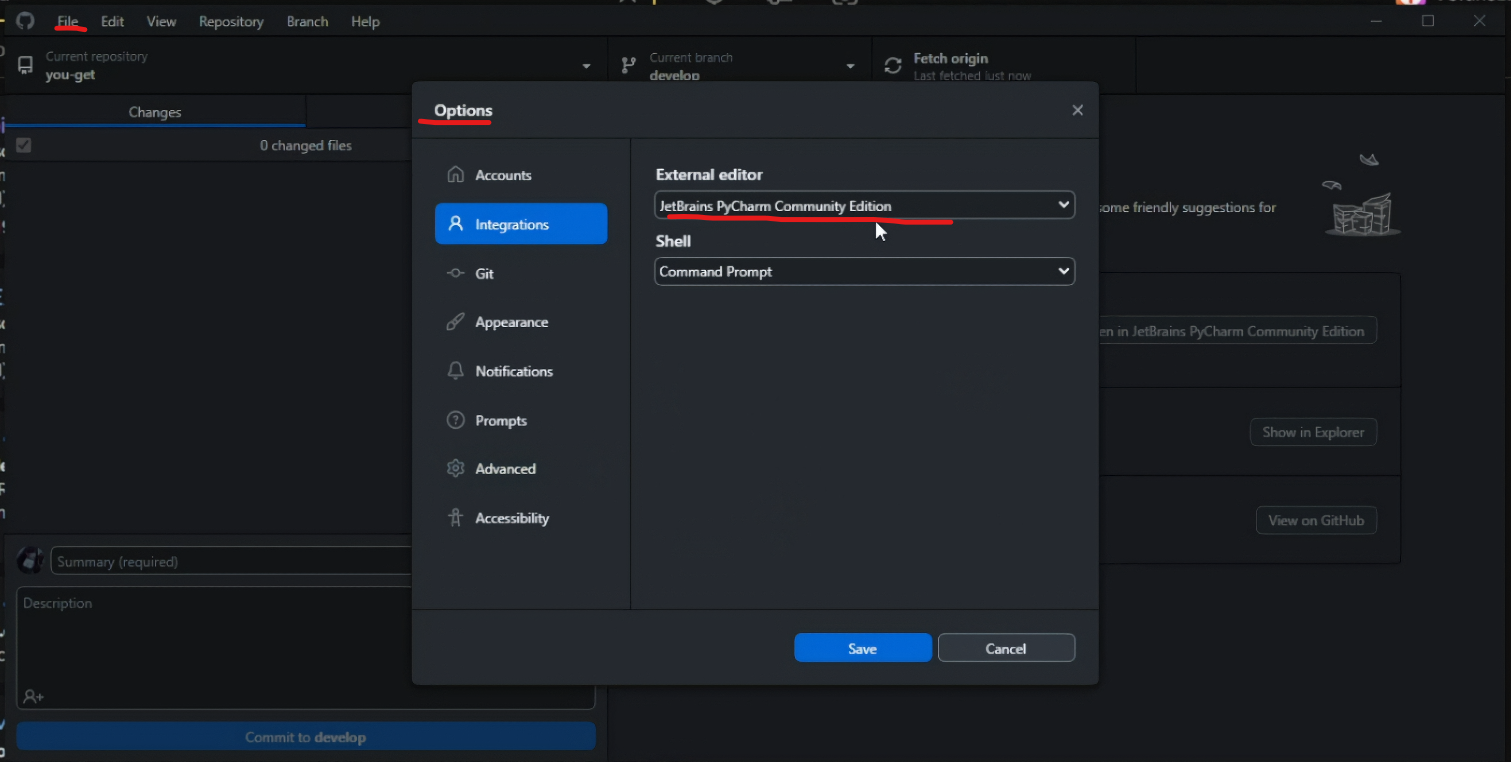 File Edit View Repository Branch Help
Current repository
you-get
Current branch
develop
Fetch origin
Last fetched just now
Changes
0 changed files
Options
Accounts
Integrations
Git
Appearance
Notifications
Prompts
Advanced
Accessibility
External editor
JetBrains PyCharm Community Edition
Shell
Command Prompt
Save
Cancel
some friendly suggestions for
in JetBrains PyCharm Community Edition
Show in Explorer
View on GitHub
Summary (required)
Description
Commit to develop